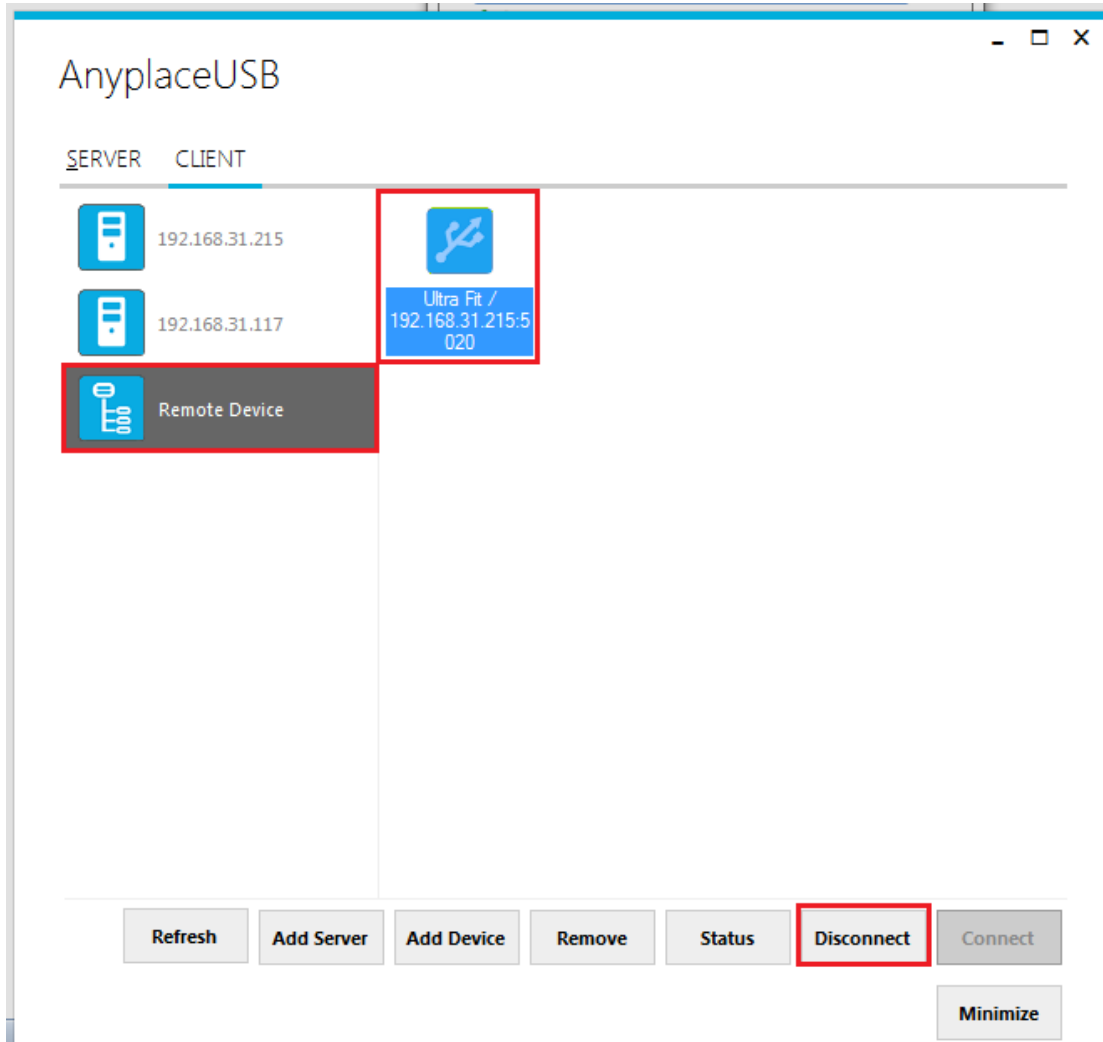 AnyplaceUSB
SERVER CLIENT
192.168.31.215
192.168.31.117
Remote Device
Ultra Fit /
192.168.31.215:5
020
Refresh Add Server Add Device Remove Status Disconnect Connect
Minimize